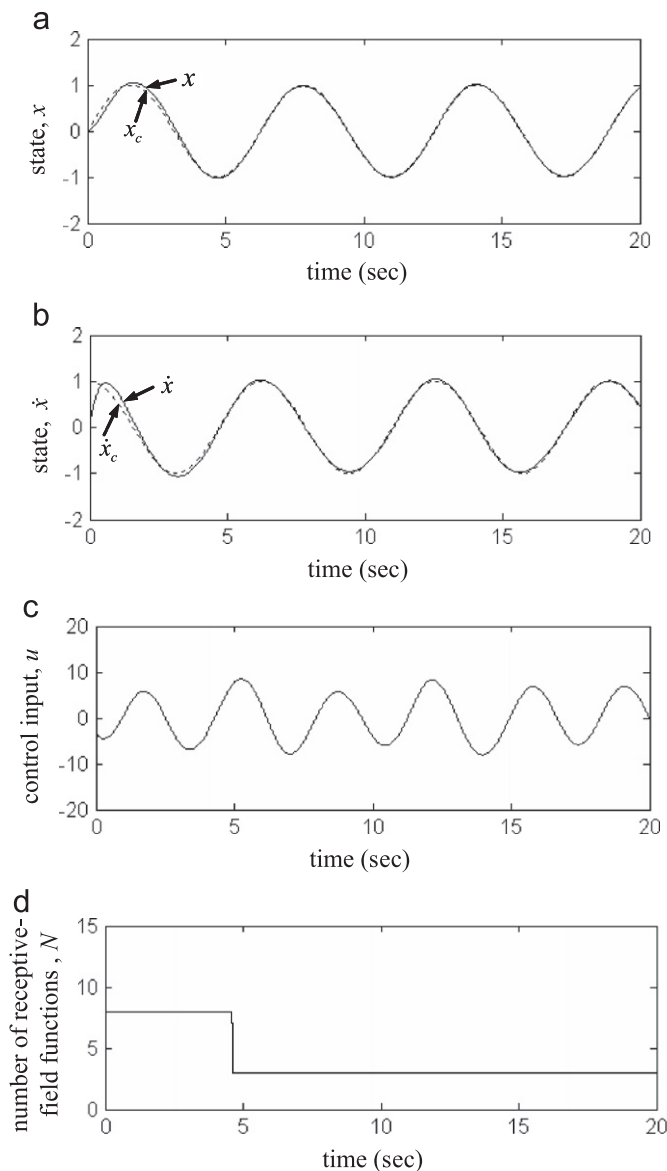 a
2
1
0
-1
-2
state, x
x
x_c
0 5 10 15 20
time (sec)
b
2
1
0
-1
-2
state, ẋ
ẋ
ẋ_c
0 5 10 15 20
time (sec)
c
20
10
0
-10
-20
control input, u
0 5 10 15 20
time (sec)
d
15
10
5
0
number of receptive-
field functions , N
0 5 10 15 20
time (sec)